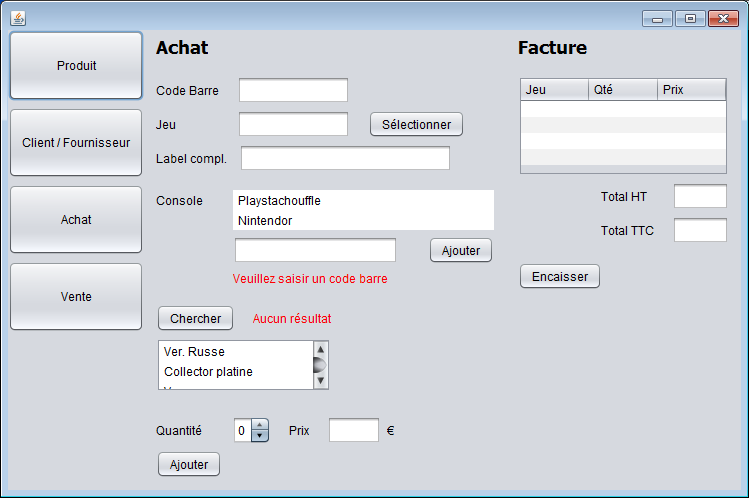 Produit
Client / Fournisseur
Achat
Vente
Achat
Code Barre
Jeu
Sélectionner
Label compl.
Console
Playstachouffle
Nintendor
Ajouter
Veuillez saisir un code barre
Chercher
Aucun résultat
Ver. Russe
Collector platine
Quantité
0
Prix
€
Ajouter
Facture
Jeu Qté Prix
Total HT
Total TTC
Encaisser